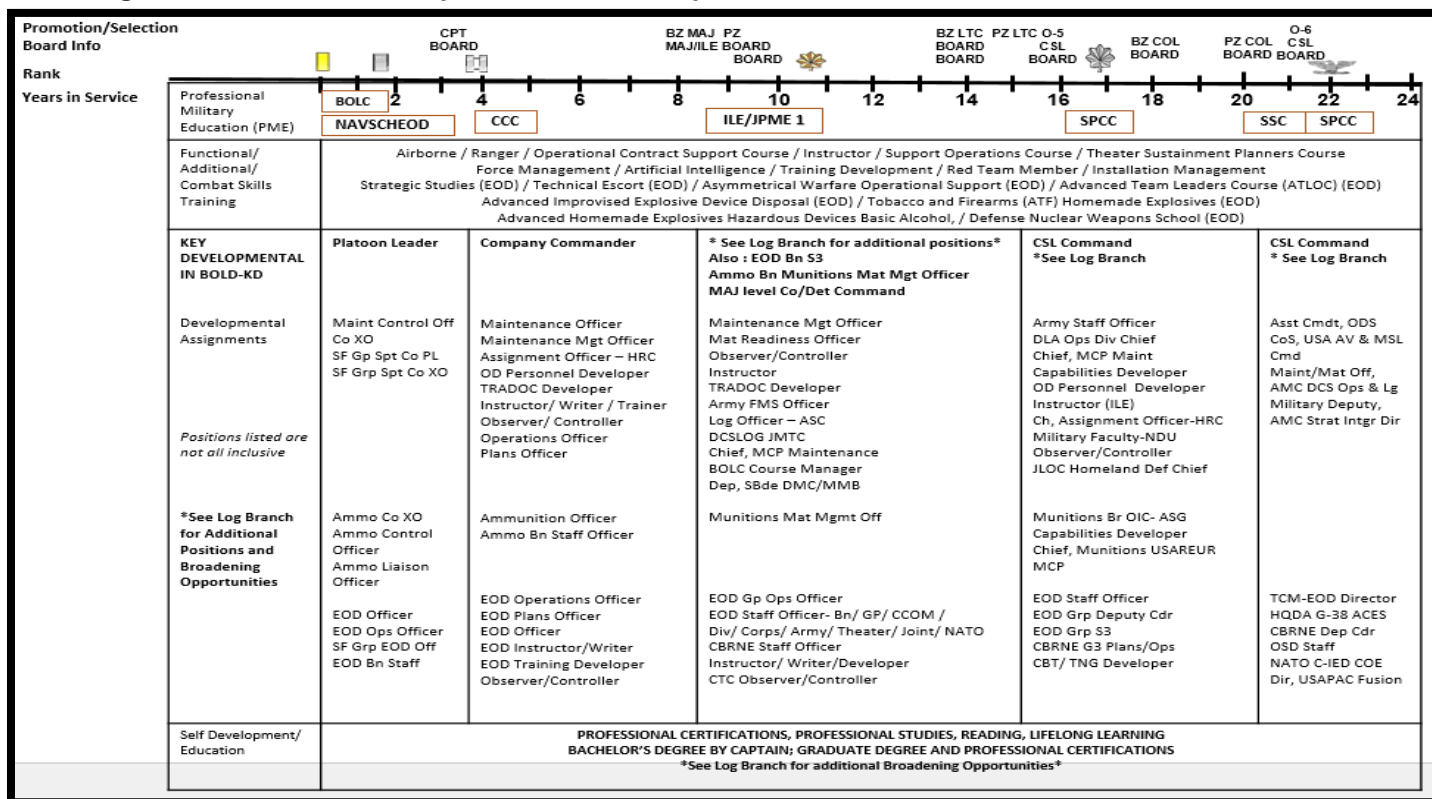 Promotion/Selection
Board Info
CPT
BOARD
BZ MAJ PZ
MAJ/ILE BOARD
BOARD
BZ LTC PZ LTC O-5
BOARD CSL
BOARD BOARD
BZ COL
BOARD
PZ COL
BOARD
O-6
CSL
BOARD
Rank
Years in Service
2 4 6 8 10 12 14 16 18 20 22 24
Professional
Military
Education (PME)
BOLC
NAVSCHEOD
CCC
ILE/JPME 1
SPCC
SSC
SPCC
Functional/
Additional/
Combat Skills
Training
Airborne / Ranger / Operational Contract Support Course / Instructor / Support Operations Course / Theater Sustainment Planners Course
Force Management / Artificial Intelligence / Training Development / Red Team Member / Installation Management
Strategic Studies (EOD) / Technical Escort (EOD) / Asymmetrical Warfare Operational Support (EOD) / Advanced Team Leaders Course (ATLOC) (EOD)
Advanced Improvised Explosive Device Disposal (EOD) / Tobacco and Firearms (ATF) Homemade Explosives (EOD)
Advanced Homemade Explosives Hazardous Devices Basic Alcohol, / Defense Nuclear Weapons School (EOD)
KEY
DEVELOPMENTAL
IN BOLD-KD
Platoon Leader
Company Commander
* See Log Branch for additional positions*
Also : EOD Bn S3
Ammo Bn Munitions Mat Mgt Officer
MAJ level Co/Det Command
CSL Command
*See Log Branch
CSL Command
* See Log Branch
Developmental
Assignments
Positions listed are
not all inclusive
Maint Control Off
Co XO
SF Gp Spt Co PL
SF Grp Spt Co XO
Maintenance Officer
Maintenance Mgt Officer
Assignment Officer – HRC
OD Personnel Developer
TRADOC Developer
Instructor/ Writer / Trainer
Observer/ Controller
Operations Officer
Plans Officer
Maintenance Mgt Officer
Mat Readiness Officer
Observer/Controller
Instructor
TRADOC Developer
Army FMS Officer
Log Officer – ASC
DCSLOG JMTC
Chief, MCP Maintenance
BOLC Course Manager
Dep, SBde DMC/MMB
Army Staff Officer
DLA Ops Div Chief
Chief, MCP Maint
Capabilities Developer
OD Personnel Developer
Instructor (ILE)
Ch, Assignment Officer-HRC
Military Faculty-NDU
Observer/Controller
JLOC Homeland Def Chief
Asst Cmdt, ODS
CoS, USA AV & MSL
Cmd
Maint/Mat Off,
AMC DCS Ops & Lg
Military Deputy,
AMC Strat Intgr Dir
*See Log Branch
for Additional
Positions and
Broadening
Opportunities
Ammo Co XO
Ammo Control
Officer
Ammo Liaison
Officer
EOD Officer
EOD Ops Officer
SF Grp EOD Off
EOD Bn Staff
Ammunition Officer
Ammo Bn Staff Officer
EOD Operations Officer
EOD Plans Officer
EOD Officer
EOD Instructor/Writer
EOD Training Developer
Observer/Controller
Munitions Mat Mgmt Off
EOD Gp Ops Officer
EOD Staff Officer- Bn/ GP/ CCOM /
Div/ Corps/ Army/ Theater/ Joint/ NATO
CBRNE Staff Officer
Instructor/ Writer/Developer
CTC Observer/Controller
Munitions Br OIC- ASG
Capabilities Developer
Chief, Munitions USAREUR
MCP
EOD Staff Officer
EOD Grp Deputy Cdr
EOD Grp S3
CBRNE G3 Plans/Ops
CBT/ TNG Developer
TCM-EOD Director
HQDA G-38 ACES
CBRNE Dep Cdr
OSD Staff
NATO C-IED COE
Dir, USAPAC Fusion
Self Development/
Education
PROFESSIONAL CERTIFICATIONS, PROFESSIONAL STUDIES, READING, LIFELONG LEARNING
BACHELOR'S DEGREE BY CAPTAIN; GRADUATE DEGREE AND PROFESSIONAL CERTIFICATIONS
*See Log Branch for additional Broadening Opportunities*